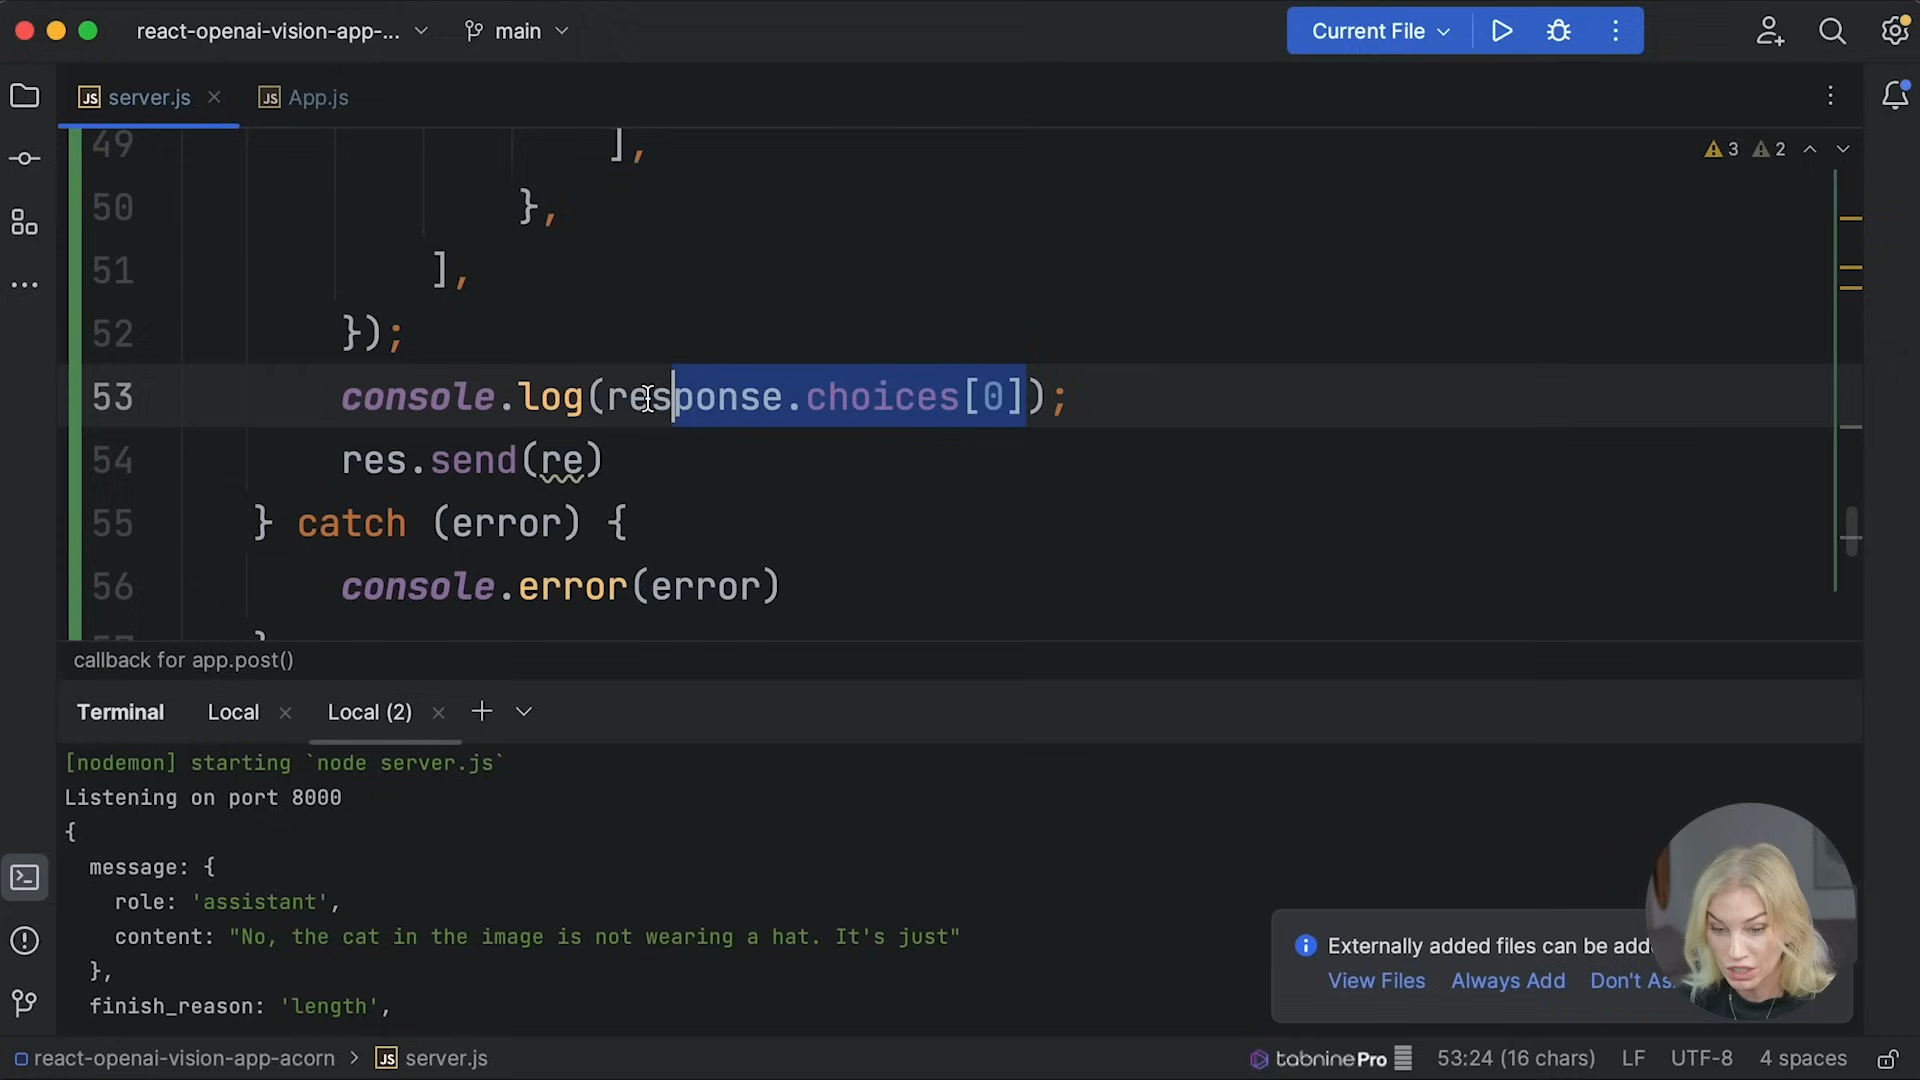 react-openai-vision-app-...
main
Current File
server.js
App.js
49 ],
3 2
50 },
51 ],
52 });
53 console.log(response.choices[0]);
54 res.send(re)
55 } catch (error) {
56 console.error(error)
callback for app.post()
Terminal Local Local (2)
[nodemon] starting `node server.js`
Listening on port 8000
{
message: {
role: 'assistant',
content: "No, the cat in the image is not wearing a hat. It's just"
},
finish_reason: 'length',
Externally added files can be
View Files Always Add Don't
react-openai-vision-app-acorn > server.js
tabnine Pro 53:24 (16 chars) LF UTF-8 4 spaces